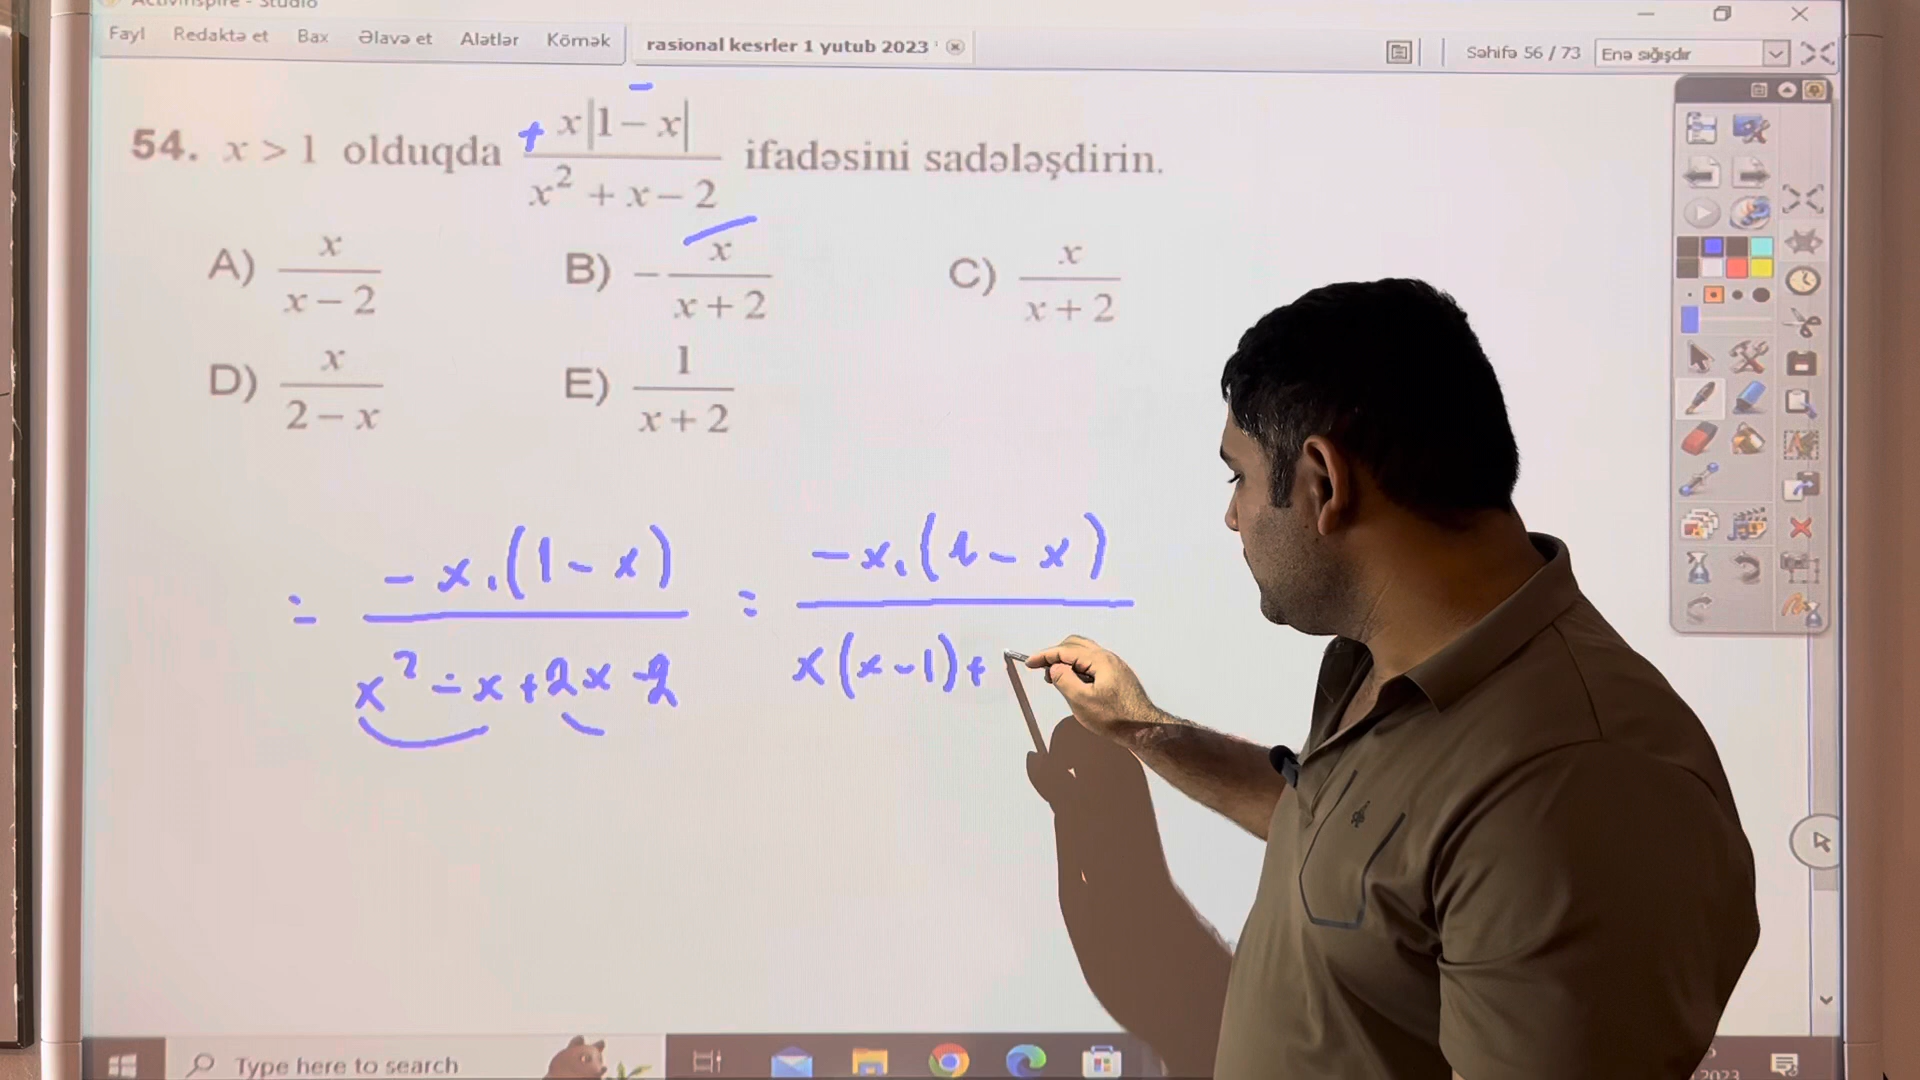 ActivInspire - Studio
Fayl Redaktə et Bax Əlavə et Alətlər Kömək
rasional kesrler 1 yutub 2023
Səhifə 56 / 73
Enə sığışdır
54. x > 1 olduqda + x|1 − x| / x² + x − 2 ifadəsini sadələşdirin.
A) x / x − 2 B) − x / x + 2 C) x / x + 2
D) x / 2 − x E) 1 / x + 2
= −x.(1−x) / x² − x + 2x − 2 = −x.(1−x) / x(x−1)+
Type here to search
2023